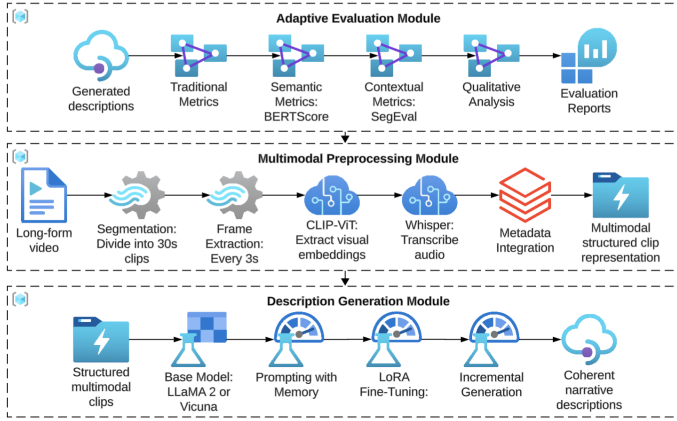 Adaptive Evaluation Module
Generated
descriptions
Traditional
Metrics
Semantic
Metrics:
BERTScore
Contextual
Metrics:
SegEval
Qualitative
Analysis
Evaluation
Reports
Multimodal Preprocessing Module
Long-form
video
Segmentation:
Divide into 30s
clips
Frame
Extraction:
Every 3s
CLIP-ViT:
Extract visual
embeddings
Whisper:
Transcribe
audio
Metadata
Integration
Multimodal
structured clip
representation
Description Generation Module
Structured
multimodal
clips
Base Model:
LLaMA 2 or
Vicuna
Prompting with
Memory
LoRA
Fine-Tuning:
Incremental
Generation
Coherent
narrative
descriptions